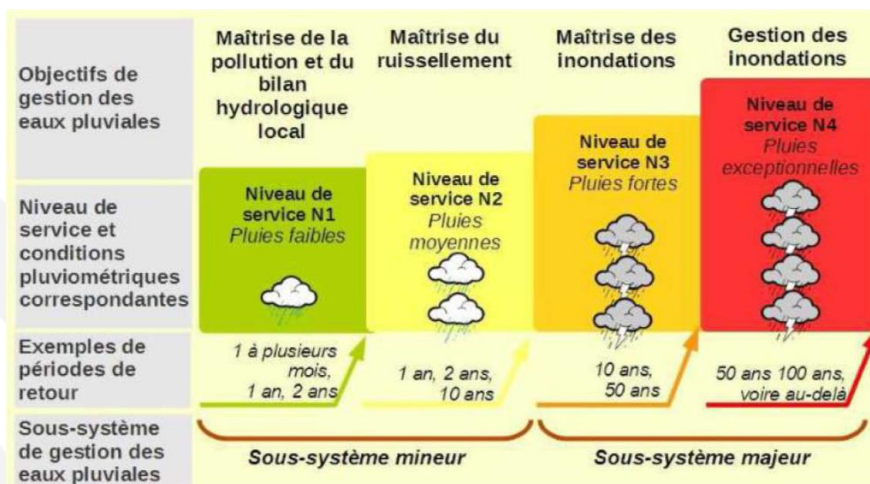 Objectifs de
gestion des
eaux pluviales
Maîtrise de la
pollution et du
bilan
hydrologique
local
Maîtrise du
ruissellement
Maîtrise des
inondations
Gestion des
inondations
Niveau de
service et
conditions
pluviométriques
correspondantes
Niveau de
service N1
Pluies faibles
Niveau de
service N2
Pluies
moyennes
Niveau de
service N3
Pluies fortes
Niveau de
service N4
Pluies
exceptionnelles
Exemples de
périodes de
retour
1 à plusieurs
mois,
1 an, 2 ans
1 an, 2 ans,
10 ans
10 ans,
50 ans
50 ans 100 ans,
voire au-delà
Sous-système
de gestion des
eaux pluviales
Sous-système mineur
Sous-système majeur